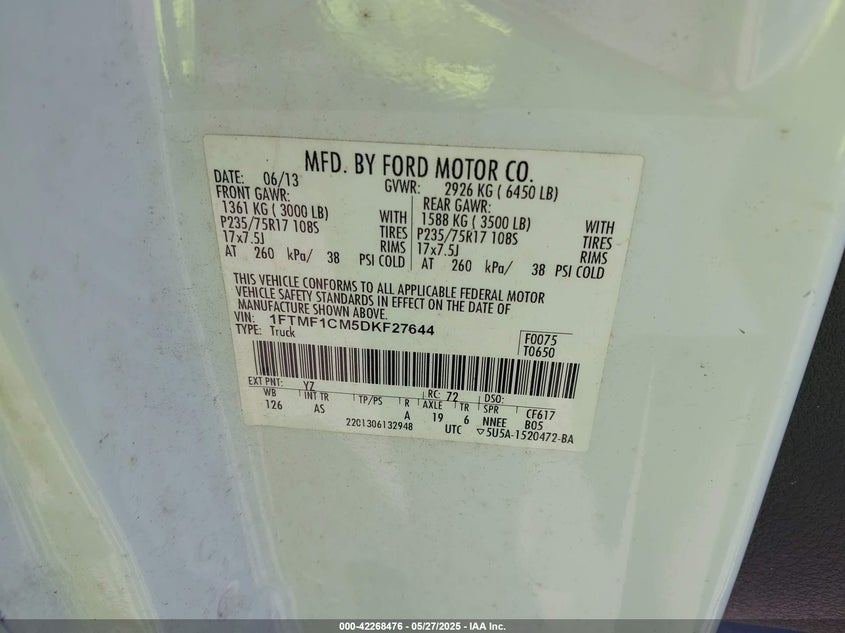 MFD. BY FORD MOTOR CO.
DATE: 06/13 GVWR: 2926 KG ( 6450 LB)
FRONT GAWR: REAR GAWR:
1361 KG ( 3000 LB) WITH 1588 KG ( 3500 LB) WITH
P235/75R17 108S TIRES P235/75R17 108S TIRES
17x7.5J RIMS 17x7.5J RIMS
AT 260 kPa/ 38 PSI COLD AT 260 kPa/ 38 PSI COLD
THIS VEHICLE CONFORMS TO ALL APPLICABLE FEDERAL MOTOR
VEHICLE SAFETY STANDARDS IN EFFECT ON THE DATE OF
MANUFACTURE SHOWN ABOVE.
VIN: 1FTMF1CM5DKF27644 F0075
TYPE: Truck T0650
EXT PNT: YZ RC: 72 DSO:
WB INT TR TP/PS R AXLE TR SPR CF617
126 AS A 19 6 NNEE B05
2201306132948 UTC ▽5U5A-1520472-BA
000-42268476 — 05/27/2025 — IAA Inc.